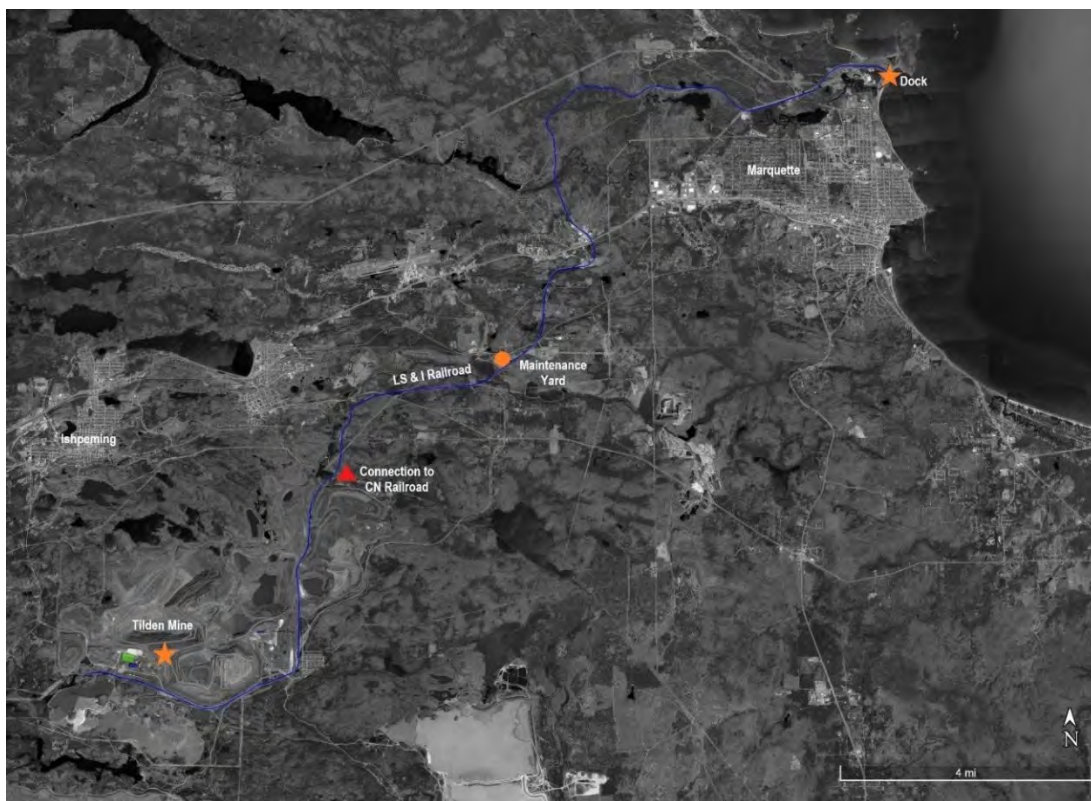 Dock
Marquette
LS & I Railroad
Maintenance
Yard
Ishpeming
Connection to
CN Railroad
Tilden Mine
N
4 mi